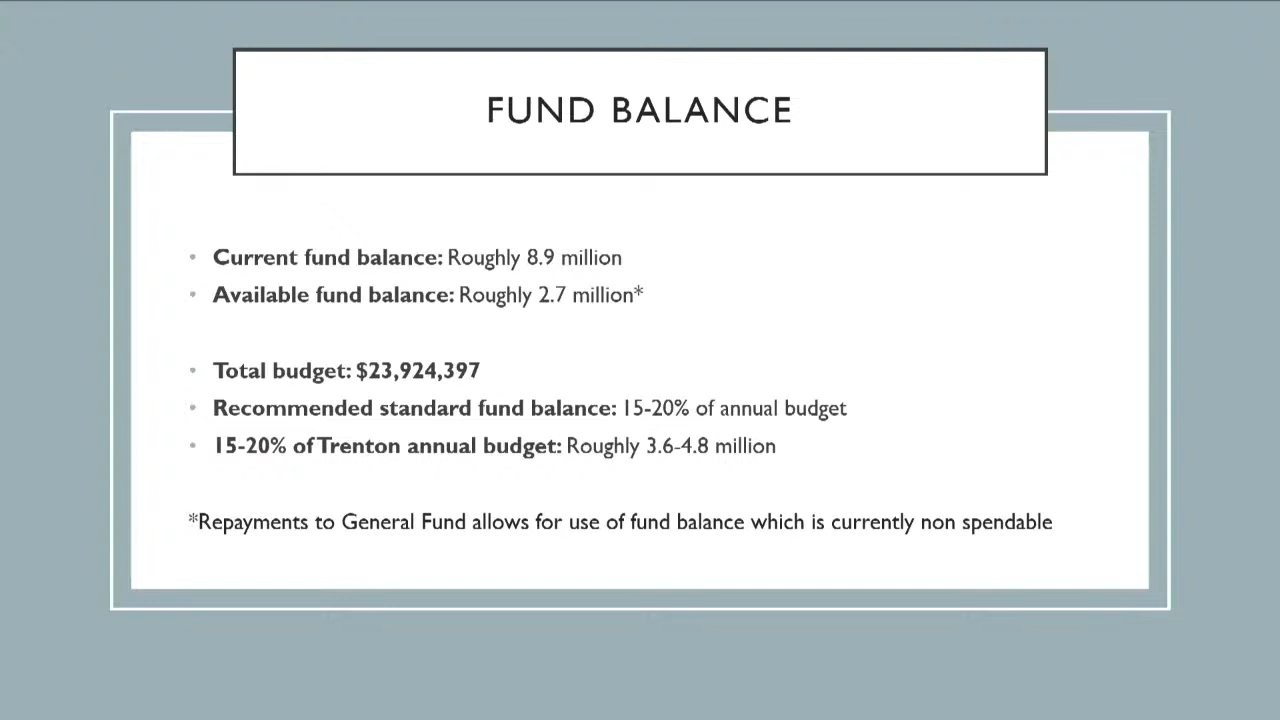 FUND BALANCE
• Current fund balance: Roughly 8.9 million
• Available fund balance: Roughly 2.7 million*
• Total budget: $23,924,397
• Recommended standard fund balance: 15-20% of annual budget
• 15-20% of Trenton annual budget: Roughly 3.6-4.8 million
*Repayments to General Fund allows for use of fund balance which is currently non spendable